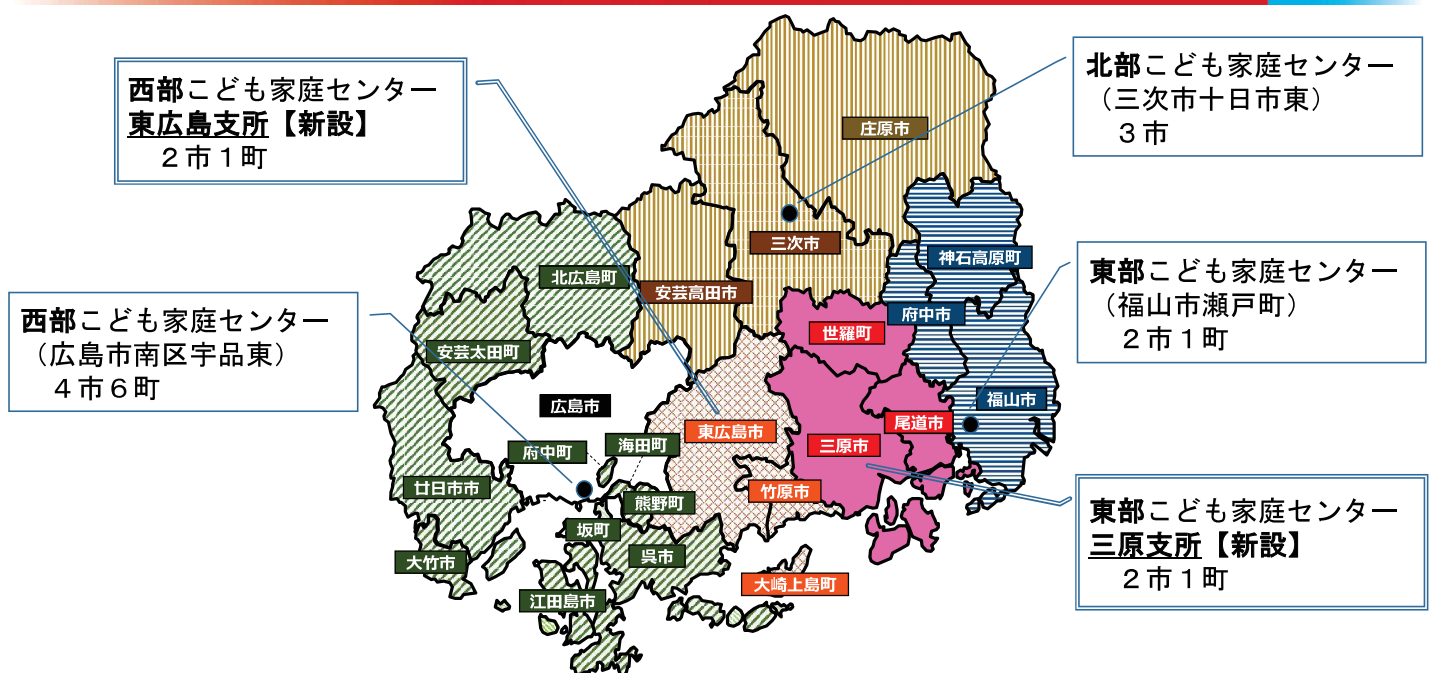 西部こども家庭センター
東広島支所【新設】
２市１町
北部こども家庭センター
（三次市十日市東）
３市
東部こども家庭センター
（福山市瀬戸町）
２市１町
西部こども家庭センター
（広島市南区宇品東）
４市６町
東部こども家庭センター
三原支所【新設】
２市１町
庄原市
三次市
神石高原町
北広島町
安芸高田市
府中市
世羅町
安芸太田町
福山市
広島市
尾道市
東広島市
三原市
海田町
府中町
廿日市市
竹原市
熊野町
坂町
呉市
大竹市
大崎上島町
江田島市